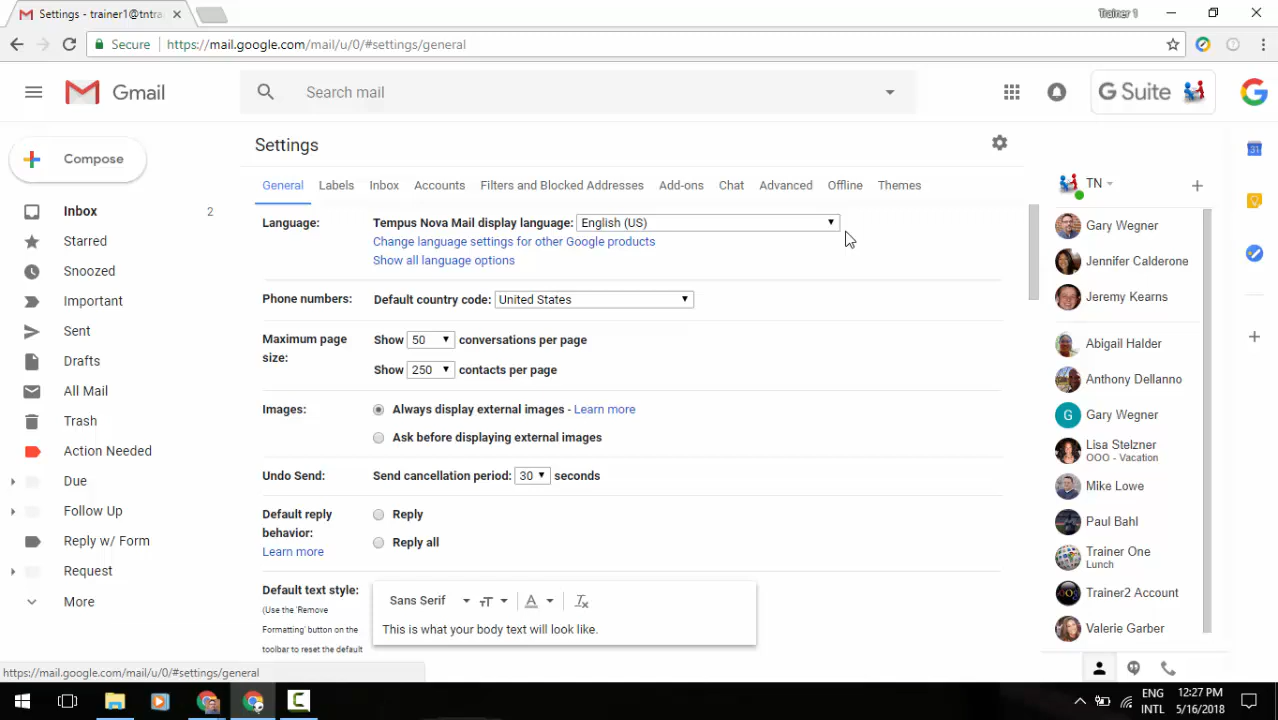 Settings - trainer1@tntra
Trainer 1
Secure
https://mail.google.com/mail/u/0/#settings/general
Gmail
Search mail
G Suite
Compose
Inbox 2
Starred
Snoozed
Important
Sent
Drafts
All Mail
Trash
Action Needed
Due
Follow Up
Reply w/ Form
Request
More
Settings
General Labels Inbox Accounts Filters and Blocked Addresses Add-ons Chat Advanced Offline Themes
Language: Tempus Nova Mail display language: English (US)
Change language settings for other Google products
Show all language options
Phone numbers: Default country code: United States
Maximum page
size:
Show 50 conversations per page
Show 250 contacts per page
Images: Always display external images - Learn more
Ask before displaying external images
Undo Send: Send cancellation period: 30 seconds
Default reply
behavior:
Learn more
Reply
Reply all
Default text style:
(Use the 'Remove
Formatting' button on the
toolbar to reset the default
Sans Serif
This is what your body text will look like.
31
TN
Gary Wegner
Jennifer Calderone
Jeremy Kearns
Abigail Halder
Anthony Dellanno
G Gary Wegner
Lisa Stelzner
OOO - Vacation
Mike Lowe
Paul Bahl
Trainer One
Lunch
Trainer2 Account
Valerie Garber
https://mail.google.com/mail/u/0/#settings/general
ENG
INTL
12:27 PM
5/16/2018